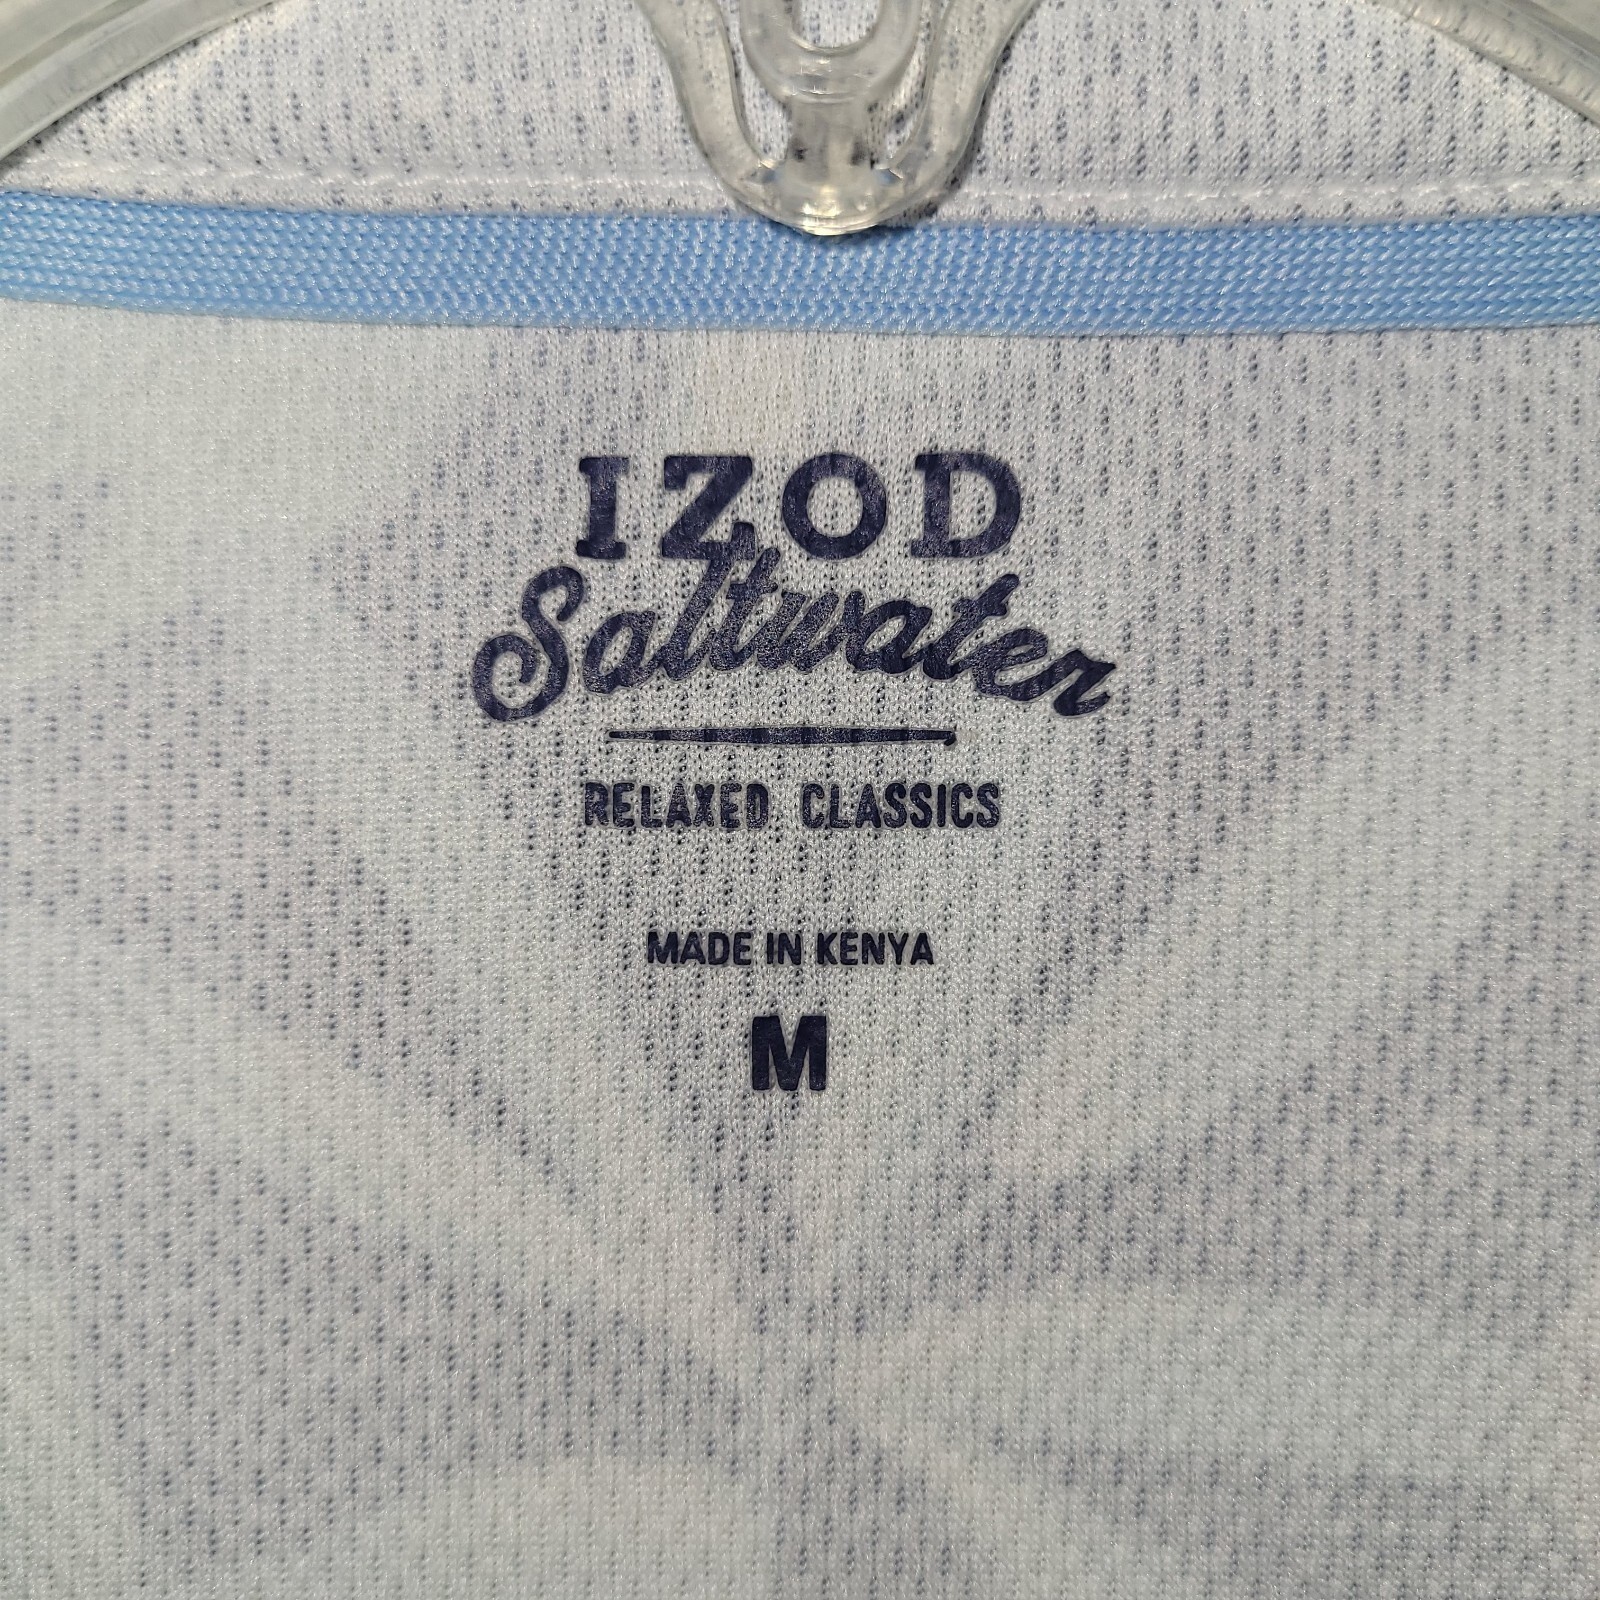 IZOD
Saltwater
RELAXED CLASSICS
MADE IN KENYA
M